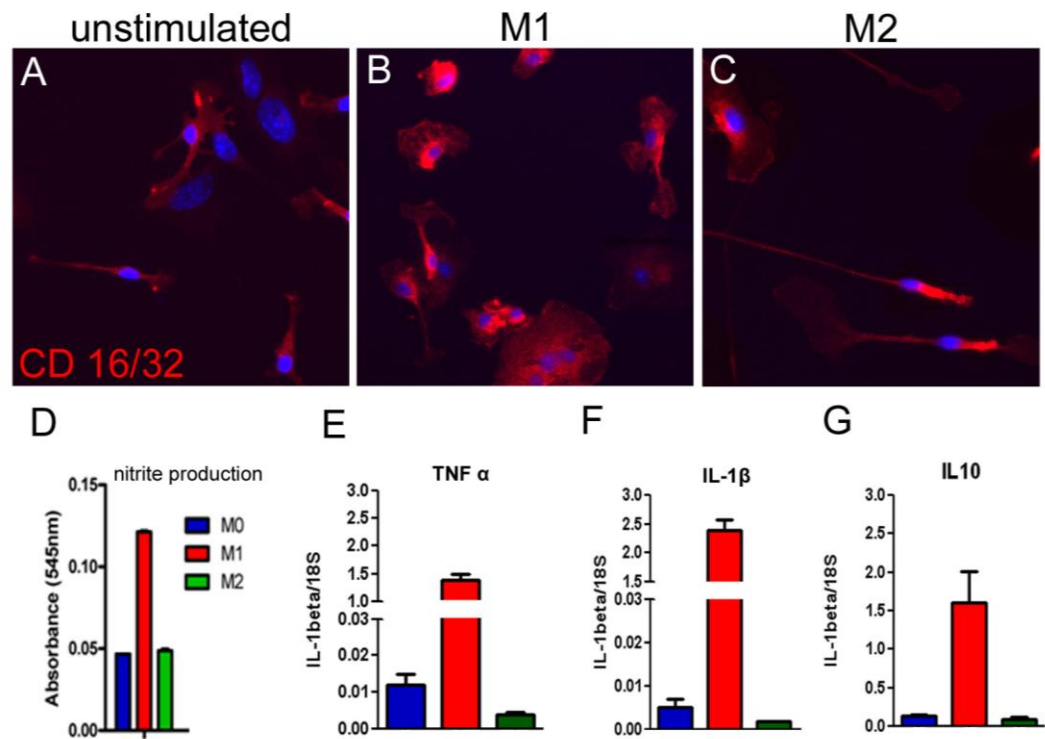 unstimulated
M1
M2
A
B
C
CD 16/32
D
E
F
G
nitrite production
Absorbance (545nm)
0.15
0.10
0.05
0.00
M0
M1
M2
TNF α
IL-1beta/18S
3.0
2.5
2.0
1.5
1.0
0.03
0.02
0.01
0.00
IL-1β
IL-1beta/18S
3.0
2.5
2.0
1.5
0.03
0.02
0.01
0.00
IL10
IL-1beta/18S
3.0
2.5
2.0
1.5
1.0
0.5
0.0